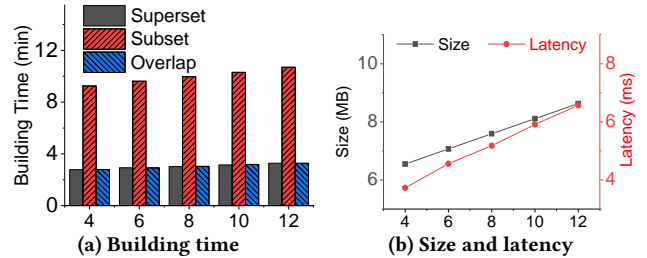 Superset
Subset
Overlap
Building Time (min)
12
8
4
0
4 6 8 10 12
(a) Building time
Size Latency
Size (MB)
10
8
6
Latency (ms)
8
6
4
4 6 8 10 12
(b) Size and latency